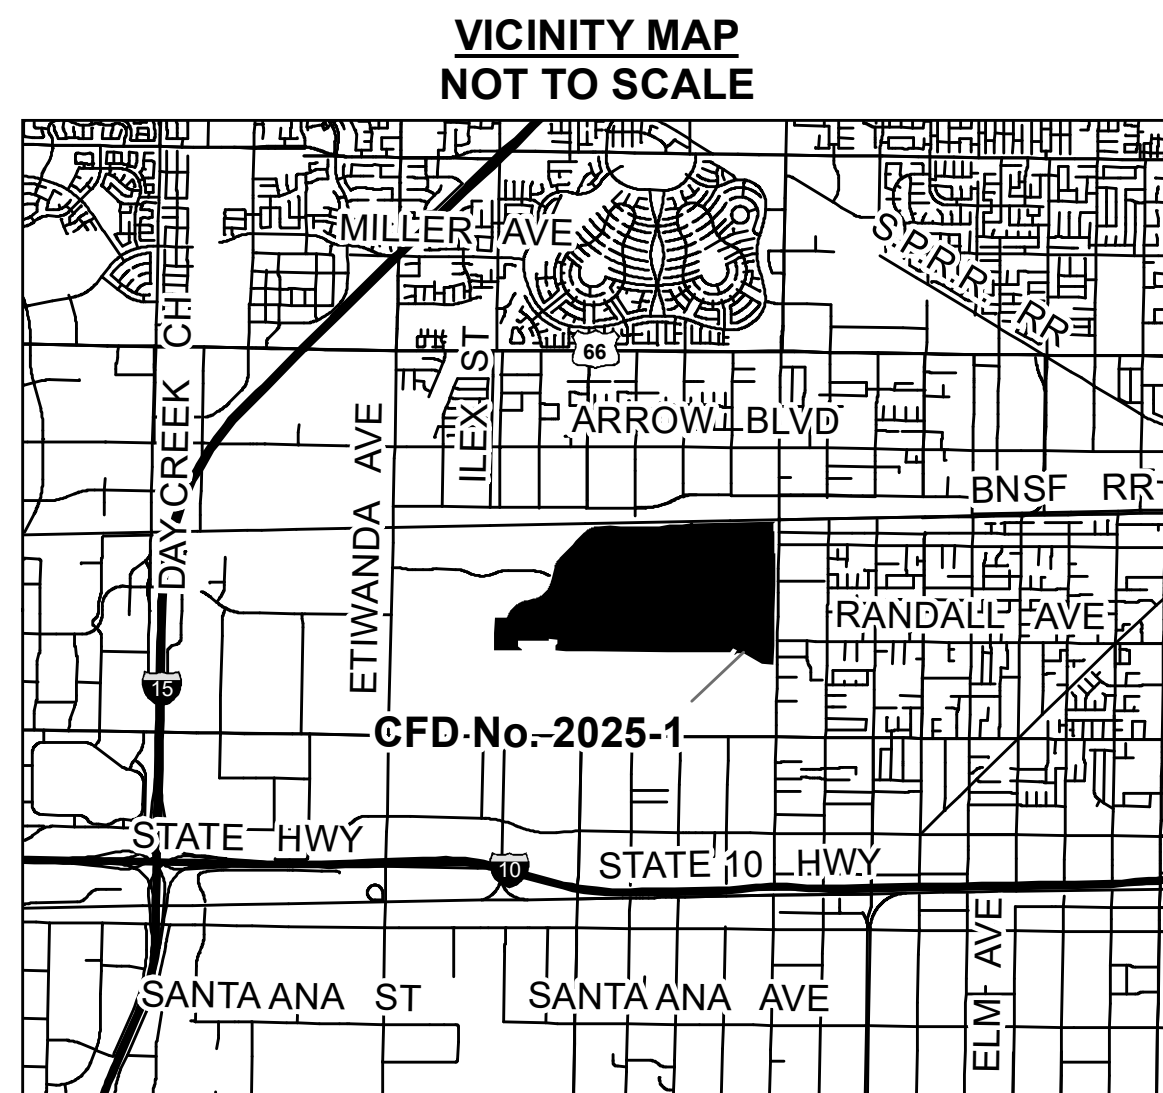 VICINITY MAP
NOT TO SCALE
MILLER AVE
S.P.R.R. RR
DAY CREEK CH
ILEX ST
66
ARROW BLVD
ETIWANDA AVE
BNSF RR
RANDALL AVE
15
CFD No. 2025-1
STATE HWY
10
STATE 10 HWY
ELM AVE
SANTA ANA ST
SANTA ANA AVE